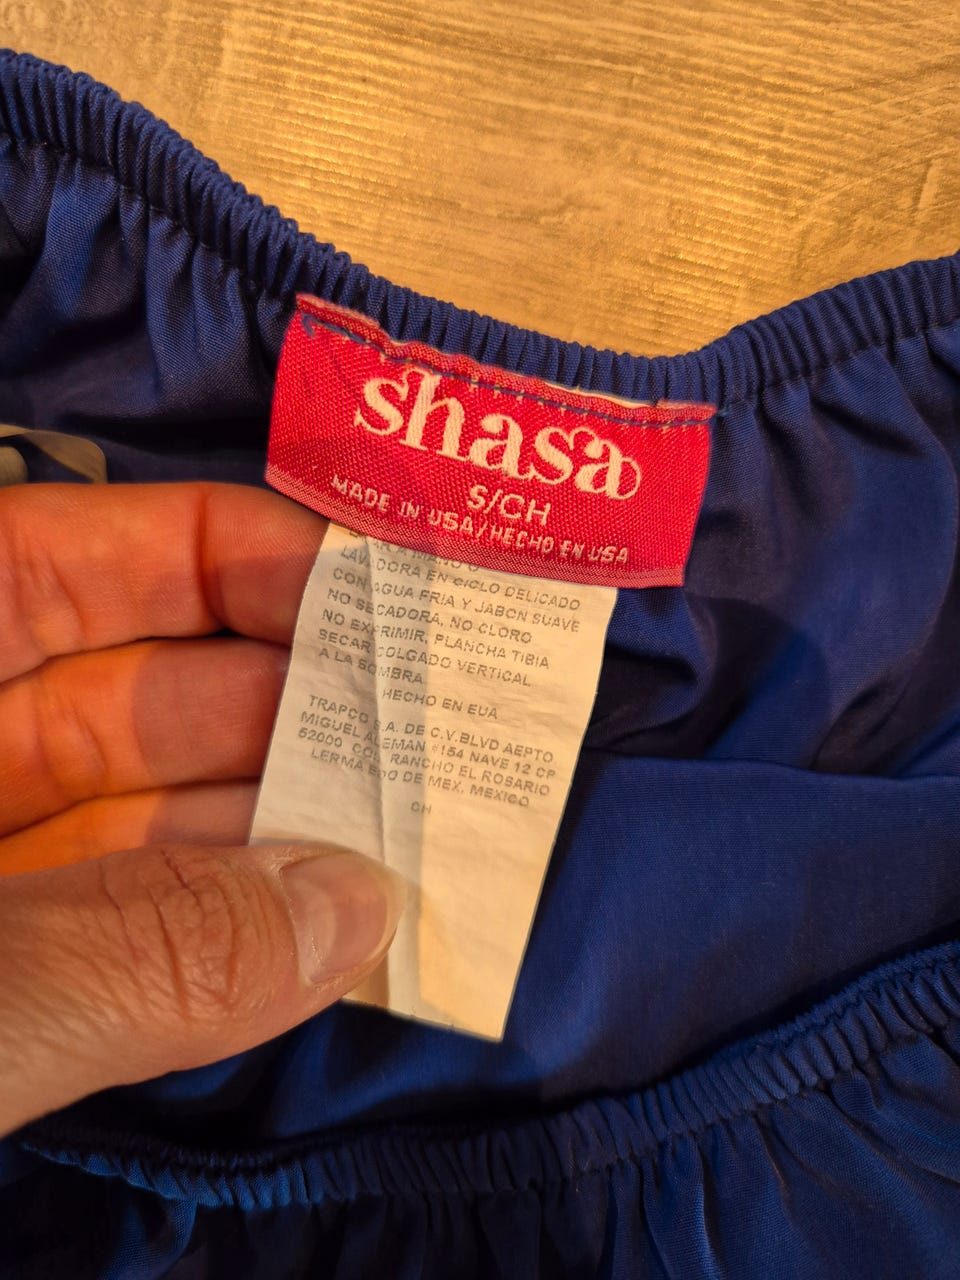 shasa
S/CH
MADE IN USA/HECHO EN USA
LAVAR A MANO O
LAVADORA EN CICLO DELICADO
CON AGUA FRIA Y JABON SUAVE
NO SECADORA, NO CLORO
NO EXPRIMIR, PLANCHA TIBIA
SECAR COLGADO VERTICAL
A LA SOMBRA
HECHO EN EUA
TRAPCO S.A. DE C.V.BLVD AEPTO
MIGUEL ALEMAN #154 NAVE 12 CP
52000 COL RANCHO EL ROSARIO
LERMA EDO DE MEX, MEXICO
CH